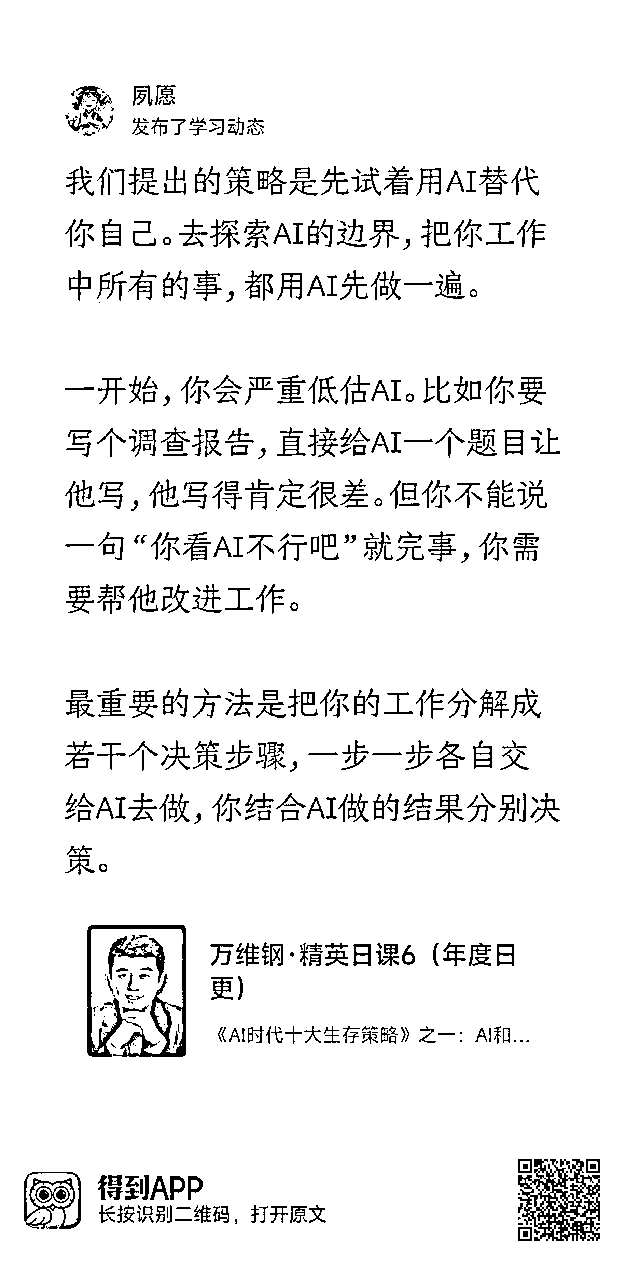 夙愿
发布了学习动态
我们提出的策略是先试着用AI替代
你自己。去探索AI的边界，把你工作
中所有的事，都用AI先做一遍。
一开始，你会严重低估AI。比如你要
写个调查报告，直接给AI一个题目让
他写，他写得肯定很差。但你不能说
一句“你看AI不行吧”就完事，你需
要帮他改进工作。
最重要的方法是把你的工作分解成
若干个决策步骤，一步一步各自交
给AI去做，你结合AI做的结果分别决
策。
万维钢·精英日课6（年度日
更）
《AI时代十大生存策略》之一：AI和...
得到APP
长按识别二维码，打开原文